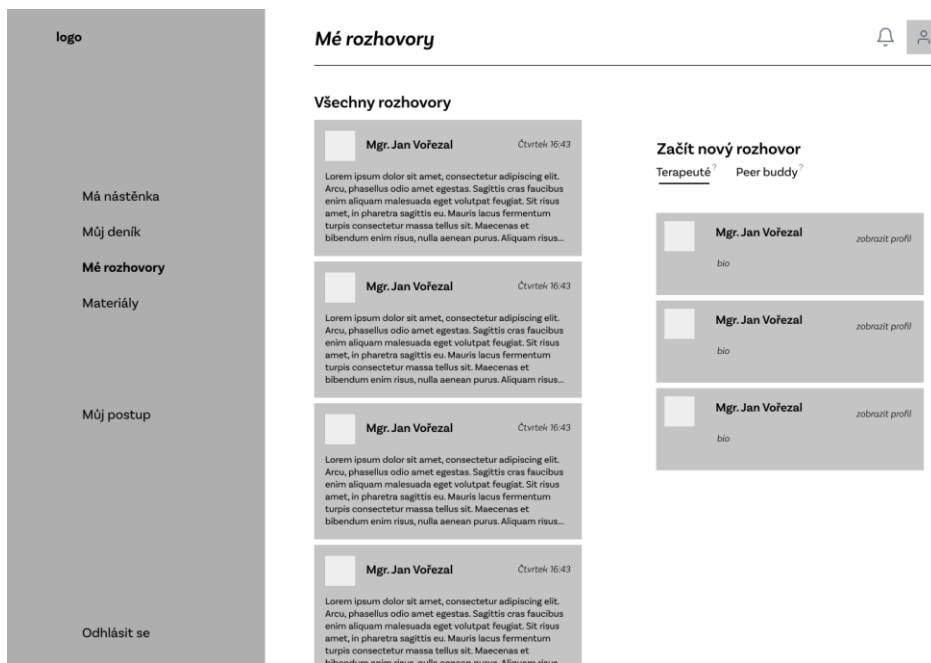 logo
Má nástěnka
Můj deník
Mé rozhovory
Materiály
Můj postup
Odhlásit se
Mé rozhovory
Všechny rozhovory
Mgr. Jan Vořezal
Čtvrtek 16:43
Lorem ipsum dolor sit amet, consectetur adipiscing elit.
Arcu, phasellus odio amet egestas. Sagittis cras faucibus
enim aliquam malesuada eget volutpat feugiat. Sit risus
amet, in pharetra sagittis eu. Mauris lacus fermentum
turpis consectetur massa tellus sit. Maecenas et
bibendum enim risus, nulla aenean purus. Aliquam risus...
Mgr. Jan Vořezal
Čtvrtek 16:43
Lorem ipsum dolor sit amet, consectetur adipiscing elit.
Arcu, phasellus odio amet egestas. Sagittis cras faucibus
enim aliquam malesuada eget volutpat feugiat. Sit risus
amet, in pharetra sagittis eu. Mauris lacus fermentum
turpis consectetur massa tellus sit. Maecenas et
bibendum enim risus, nulla aenean purus. Aliquam risus...
Mgr. Jan Vořezal
Čtvrtek 16:43
Lorem ipsum dolor sit amet, consectetur adipiscing elit.
Arcu, phasellus odio amet egestas. Sagittis cras faucibus
enim aliquam malesuada eget volutpat feugiat. Sit risus
amet, in pharetra sagittis eu. Mauris lacus fermentum
turpis consectetur massa tellus sit. Maecenas et
bibendum enim risus, nulla aenean purus. Aliquam risus...
Mgr. Jan Vořezal
Čtvrtek 16:43
Lorem ipsum dolor sit amet, consectetur adipiscing elit.
Arcu, phasellus odio amet egestas. Sagittis cras faucibus
enim aliquam malesuada eget volutpat feugiat. Sit risus
amet, in pharetra sagittis eu. Mauris lacus fermentum
turpis consectetur massa tellus sit. Maecenas et
bibendum enim risus, nulla aenean purus. Aliquam risus...
Začít nový rozhovor
Terapeuté? Peer buddy?
Mgr. Jan Vořezal
zobrazit profil
bio
Mgr. Jan Vořezal
zobrazit profil
bio
Mgr. Jan Vořezal
zobrazit profil
bio